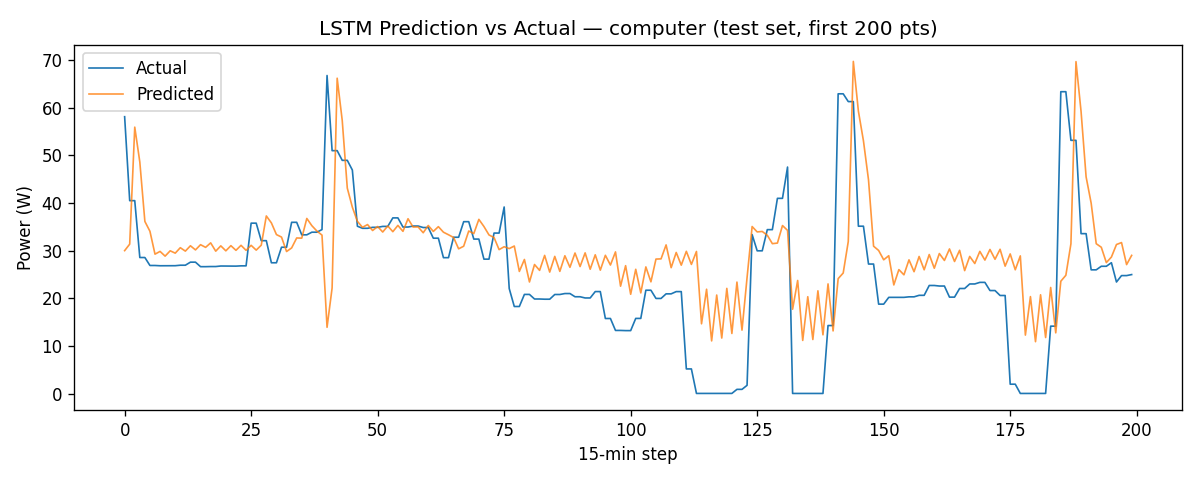 LSTM Prediction vs Actual — computer (test set, first 200 pts)
Actual
Predicted
70
60
50
40
30
20
10
0
Power (W)
0 25 50 75 100 125 150 175 200
15-min step